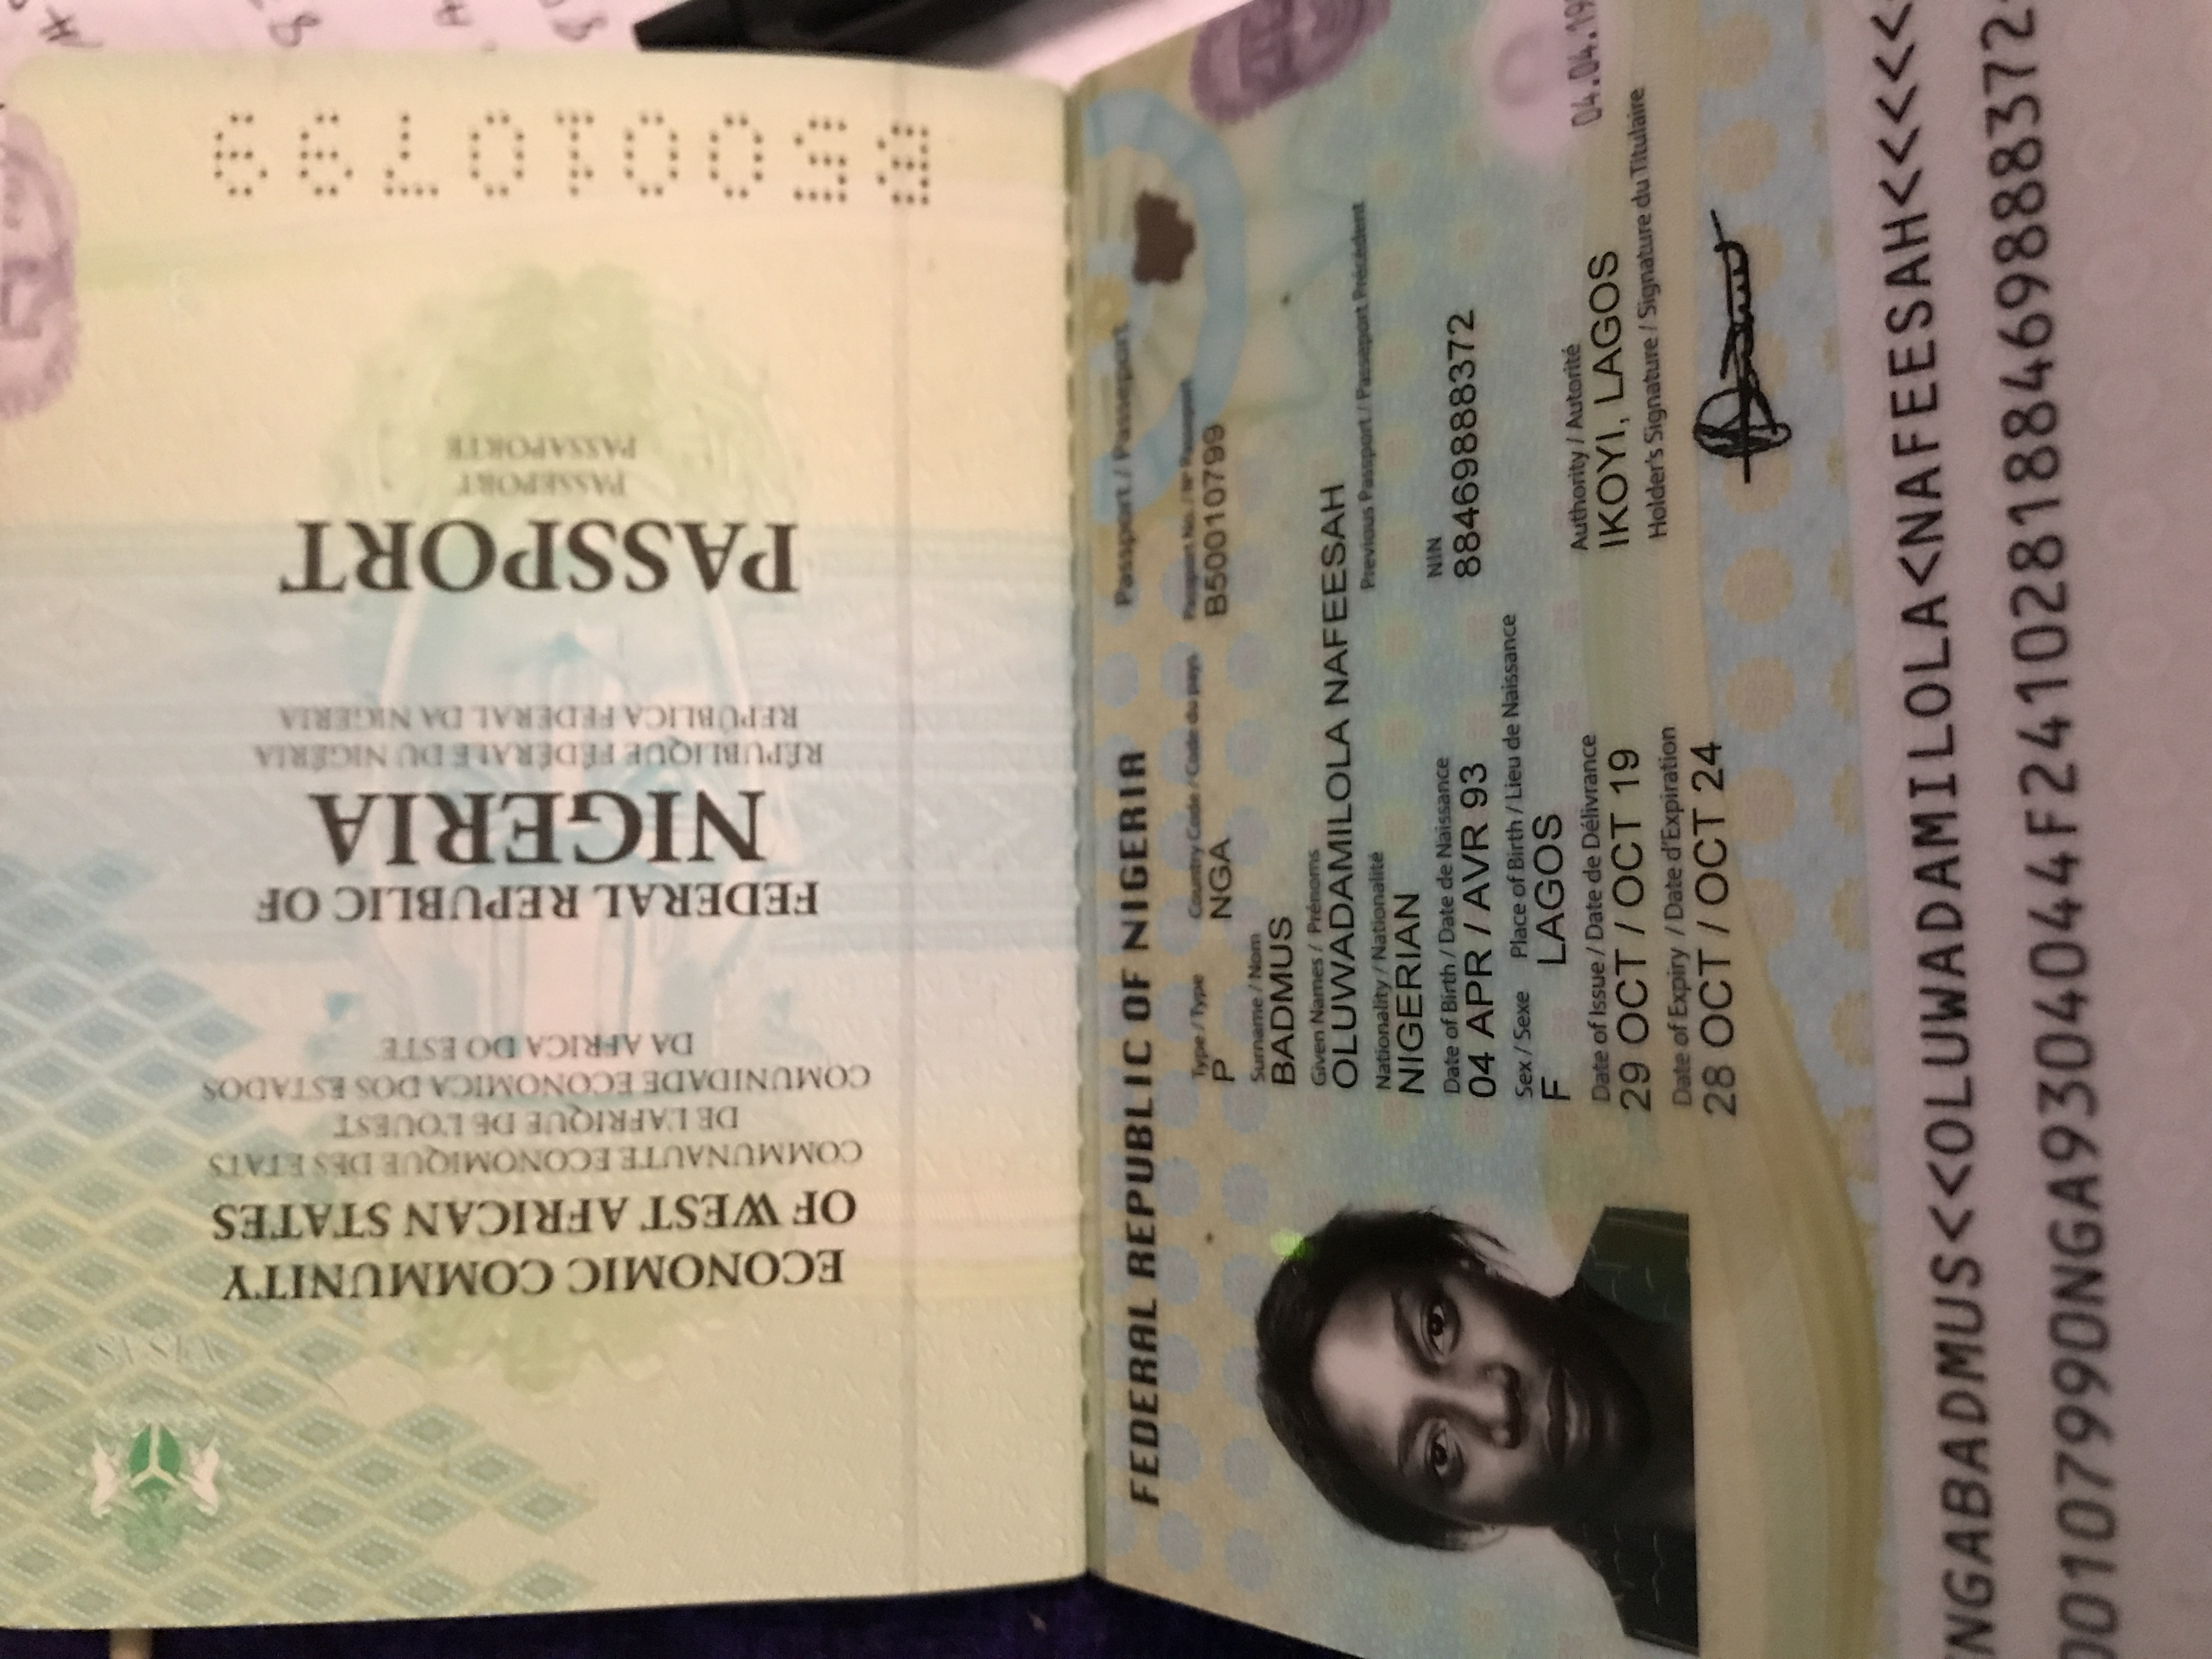 VISAS
ECONOMIC COMMUNITY
OF WEST AFRICAN STATES
COMMUNAUTE ECONOMIQUE DES ETATS
DE L'AFRIQUE DE L'OUEST
COMUNIDADE ECONOMICA DOS ESTADOS
DA AFRICA DO ESTE
FEDERAL REPUBLIC OF
NIGERIA
RÉPUBLIQUE FÉDÉRALE DU NIGÉRIA
REPÚBLICA FEDERAL DA NIGERIA
PASSPORT
PASSEPORT
PASSAPORTE
B50010799
FEDERAL REPUBLIC OF NIGERIA
Passport / Passeport
Type / Type Country Code / Code du pays Passport No. / Nº Passeport
P NGA B50010799
Surname / Nom
BADMUS
Given Names / Prénoms
OLUWADAMILOLA NAFEESAH
Nationality / Nationalité Previous Passport / Passeport Précédent
NIGERIAN
Date of Birth / Date de Naissance NIN
04 APR / AVR 93 88469888372
Sex / Sexe Place of Birth / Lieu de Naissance
F LAGOS
Date of Issue / Date de Délivrance Authority / Autorité
29 OCT / OCT 19 IKOYI, LAGOS
04.04.19
Date of Expiry / Date d'Expiration Holder's Signature / Signature du Titulaire
28 OCT / OCT 24
NGABADMUS<<OLUWADAMILOLA<NAFEESAH<<<<<
00107990NGA9304044F24102818846988​8372